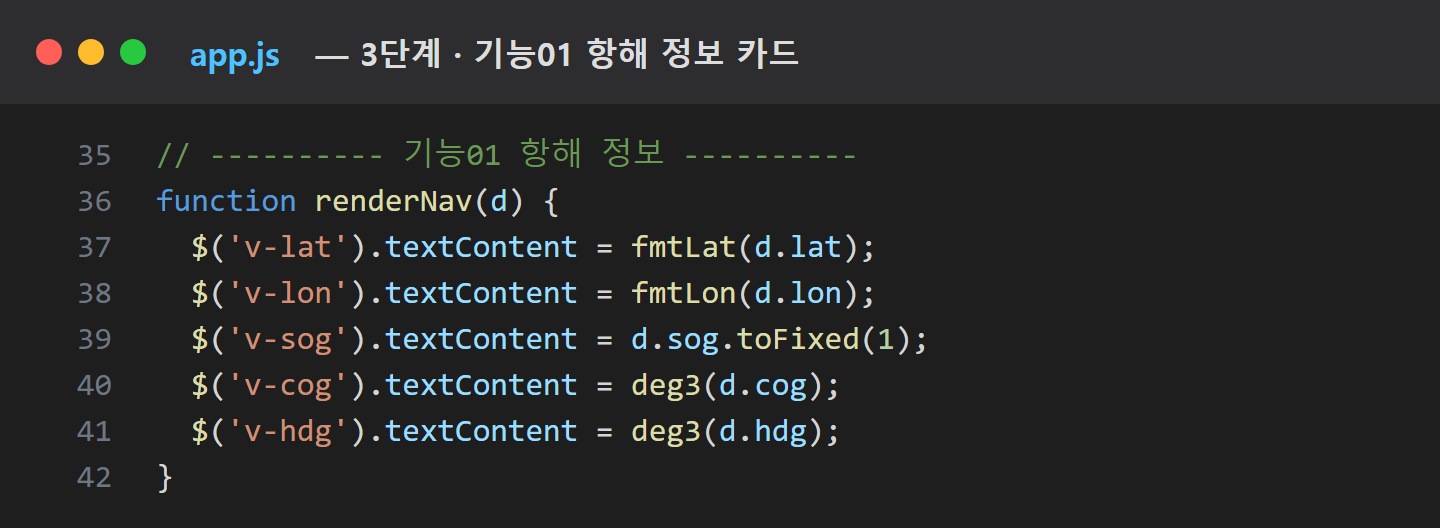 app.js — 3단계 · 기능01 항해 정보 카드
35 // ---------- 기능01 항해 정보 ----------
36 function renderNav(d) {
37   $('v-lat').textContent = fmtLat(d.lat);
38   $('v-lon').textContent = fmtLon(d.lon);
39   $('v-sog').textContent = d.sog.toFixed(1);
40   $('v-cog').textContent = deg3(d.cog);
41   $('v-hdg').textContent = deg3(d.hdg);
42 }